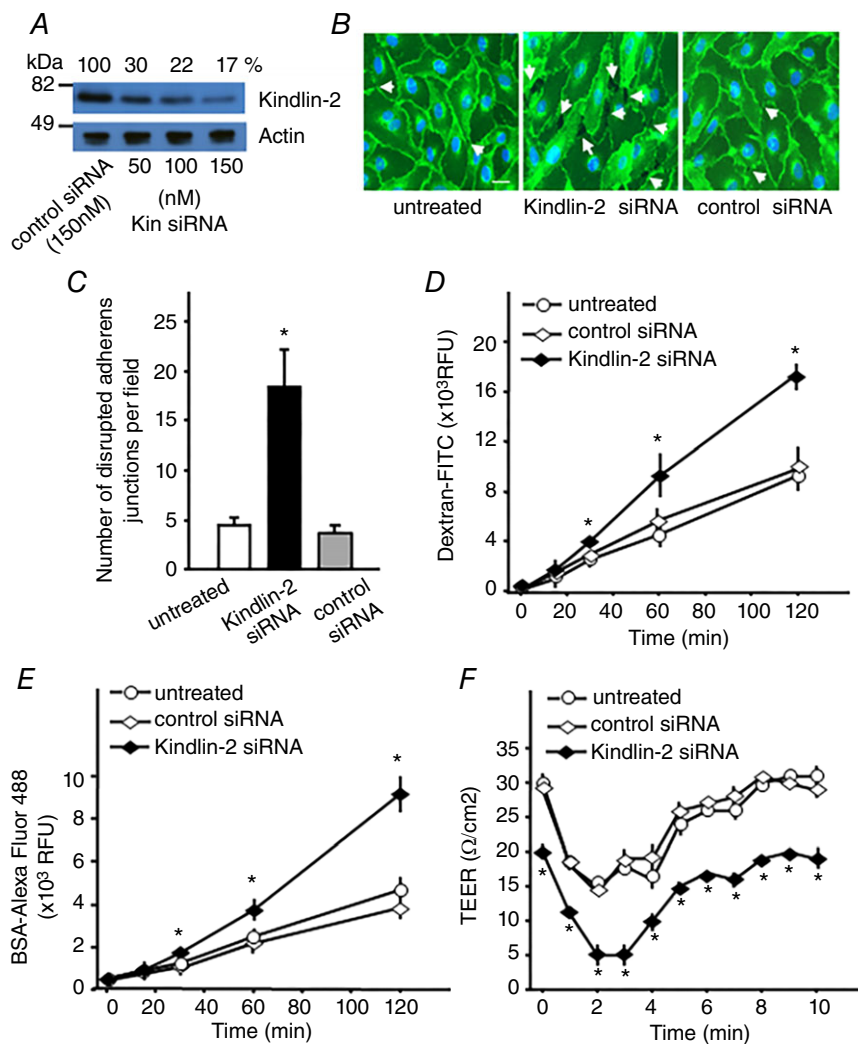 A
kDa
100 30 22 17 %
82
Kindlin-2
49
Actin
control siRNA
(150nM)
50 100 150
(nM)
Kin siRNA
B
untreated
Kindlin-2 siRNA
control siRNA
C
Number of disrupted adherens
junctions per field
25
20
15
10
5
0
untreated
Kindlin-2
siRNA
control
siRNA
*
D
untreated
control siRNA
Kindlin-2 siRNA
Dextran-FITC (x10³RFU)
20
16
12
8
4
0
* * *
0 20 40 60 80 100 120
Time (min)
E
untreated
control siRNA
Kindlin-2 siRNA
BSA-Alexa Fluor 488
(x10³ RFU)
10
8
6
4
2
0
* * *
0 20 40 60 80 100 120
Time (min)
F
untreated
control siRNA
Kindlin-2 siRNA
TEER (Ω/cm2)
35
30
25
20
15
10
5
0
* * * * * * * * * * *
0 2 4 6 8 10
Time (min)